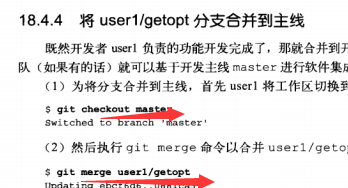 18.4.4 将 user1/getopt 分支合并到主线
既然开发者 user1 负责的功能开发完成了，那就合并到开
队（如果有的话）就可以基于开发主线 master 进行软件集成
（1）为将分支合并到主线，首先 user1 将工作区切换到
$ git checkout master
Switched to branch 'master'
（2）然后执行 git merge 命令以合并 user1/getop
$ git merge user1/getopt
Updating ebcf6d6..